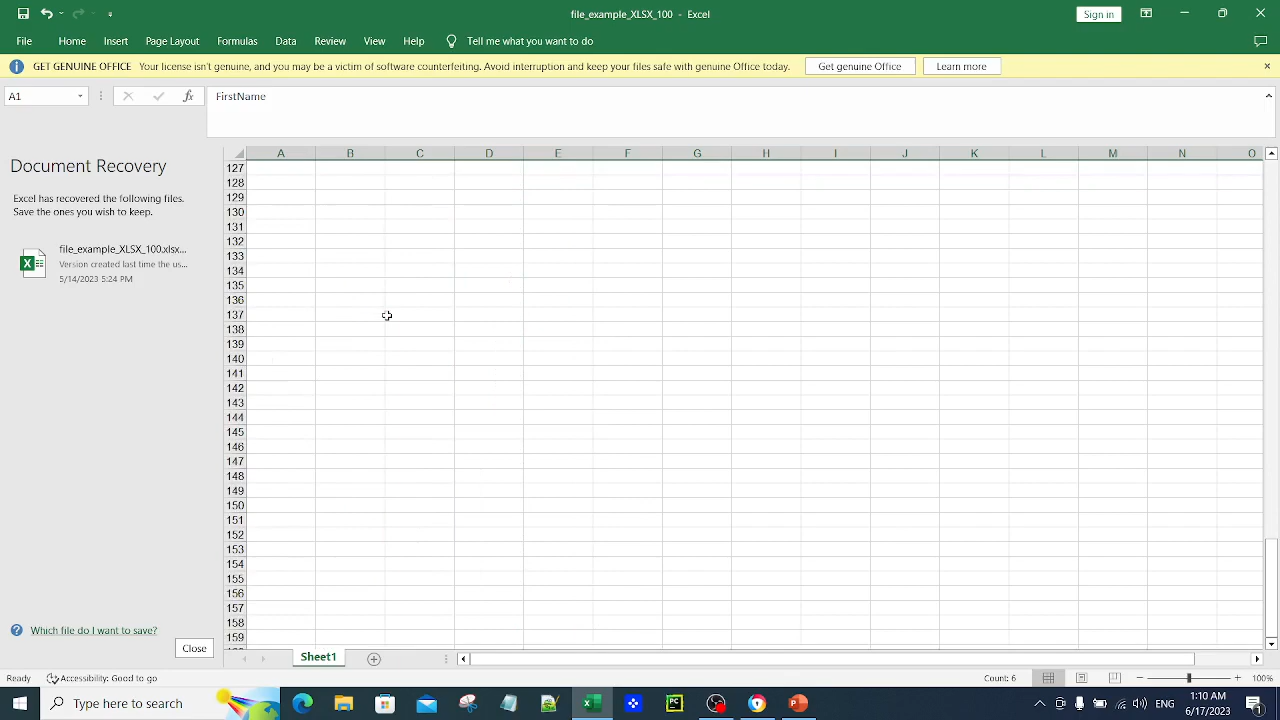 file_example_XLSX_100 - Excel
Sign in
File Home Insert Page Layout Formulas Data Review View Help Tell me what you want to do
GET GENUINE OFFICE Your license isn't genuine, and you may be a victim of software counterfeiting. Avoid interruption and keep your files safe with genuine Office today. Get genuine Office Learn more
A1 fx FirstName
Document Recovery
Excel has recovered the following files.
Save the ones you wish to keep.
file_example_XLSX_100.xlsx...
Version created last time the us...
5/14/2023 5:24 PM
Which file do I want to save?
Close
A B C D E F G H I J K L M N O
127
128
129
130
131
132
133
134
135
136
137
138
139
140
141
142
143
144
145
146
147
148
149
150
151
152
153
154
155
156
157
158
159
Sheet1
Ready Accessibility: Good to go Count: 6 100%
Type here to search
1:10 AM
6/17/2023